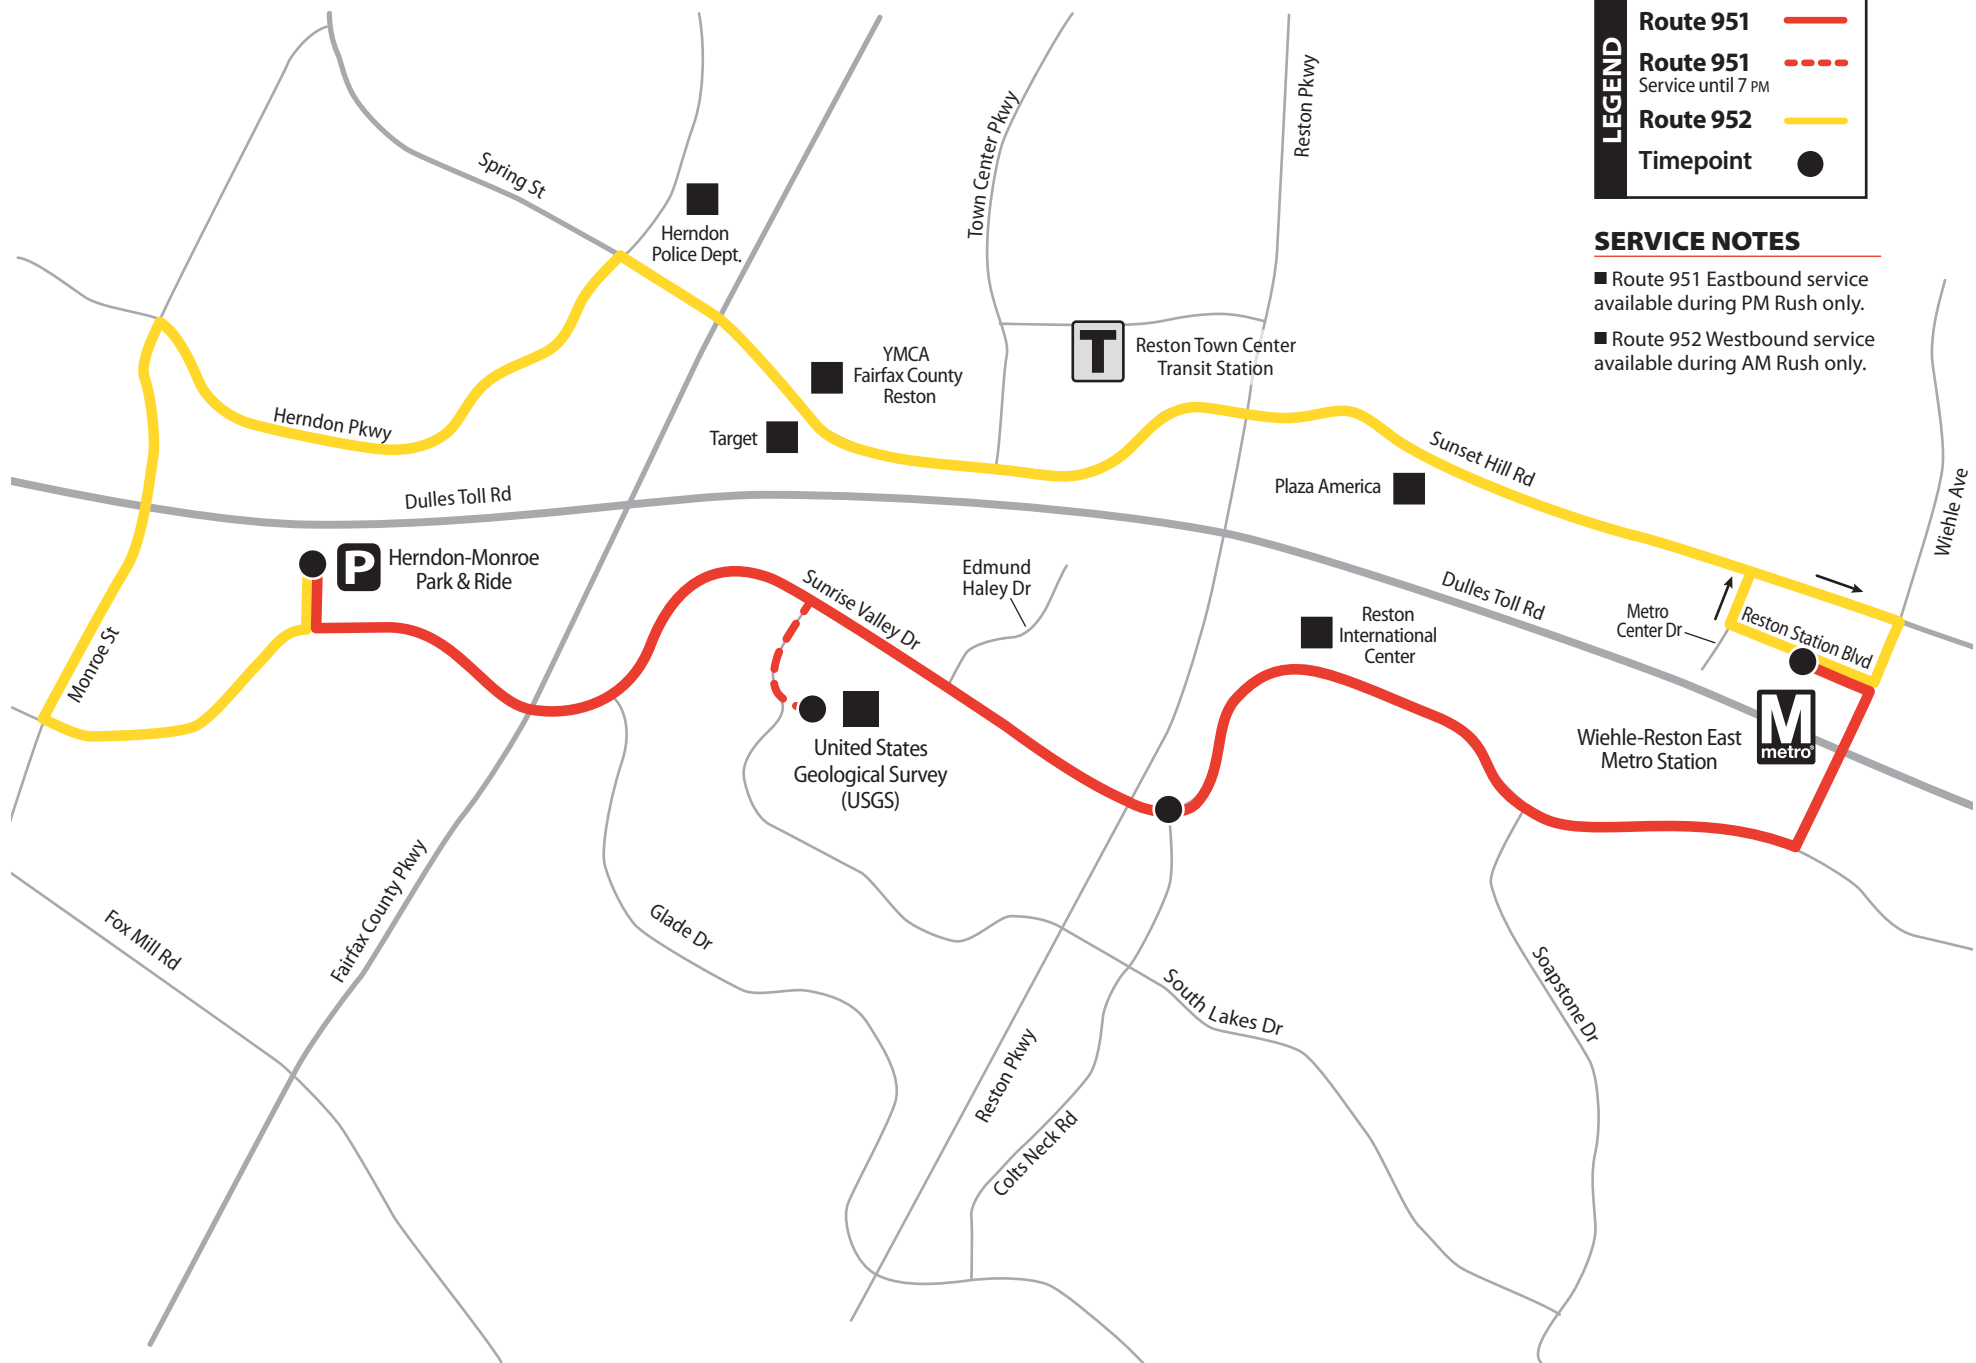 LEGEND
Route 951
Route 951
Service until 7 PM
Route 952
Timepoint
SERVICE NOTES
■ Route 951 Eastbound service
available during PM Rush only.
■ Route 952 Westbound service
available during AM Rush only.
Spring St
Herndon
Police Dept.
Town Center Pkwy
Reston Pkwy
T
Reston Town Center
Transit Station
YMCA
Fairfax County
Reston
Target
Herndon Pkwy
Dulles Toll Rd
Plaza America
Sunset Hill Rd
Wiehle Ave
P
Herndon-Monroe
Park & Ride
Monroe St
Sunrise Valley Dr
Edmund
Haley Dr
Dulles Toll Rd
Reston
International
Center
Metro
Center Dr
Reston Station Blvd
United States
Geological Survey
(USGS)
Wiehle-Reston East
Metro Station
M
metro
Fairfax County Pkwy
Fox Mill Rd
Glade Dr
South Lakes Dr
Soapstone Dr
Reston Pkwy
Colts Neck Rd